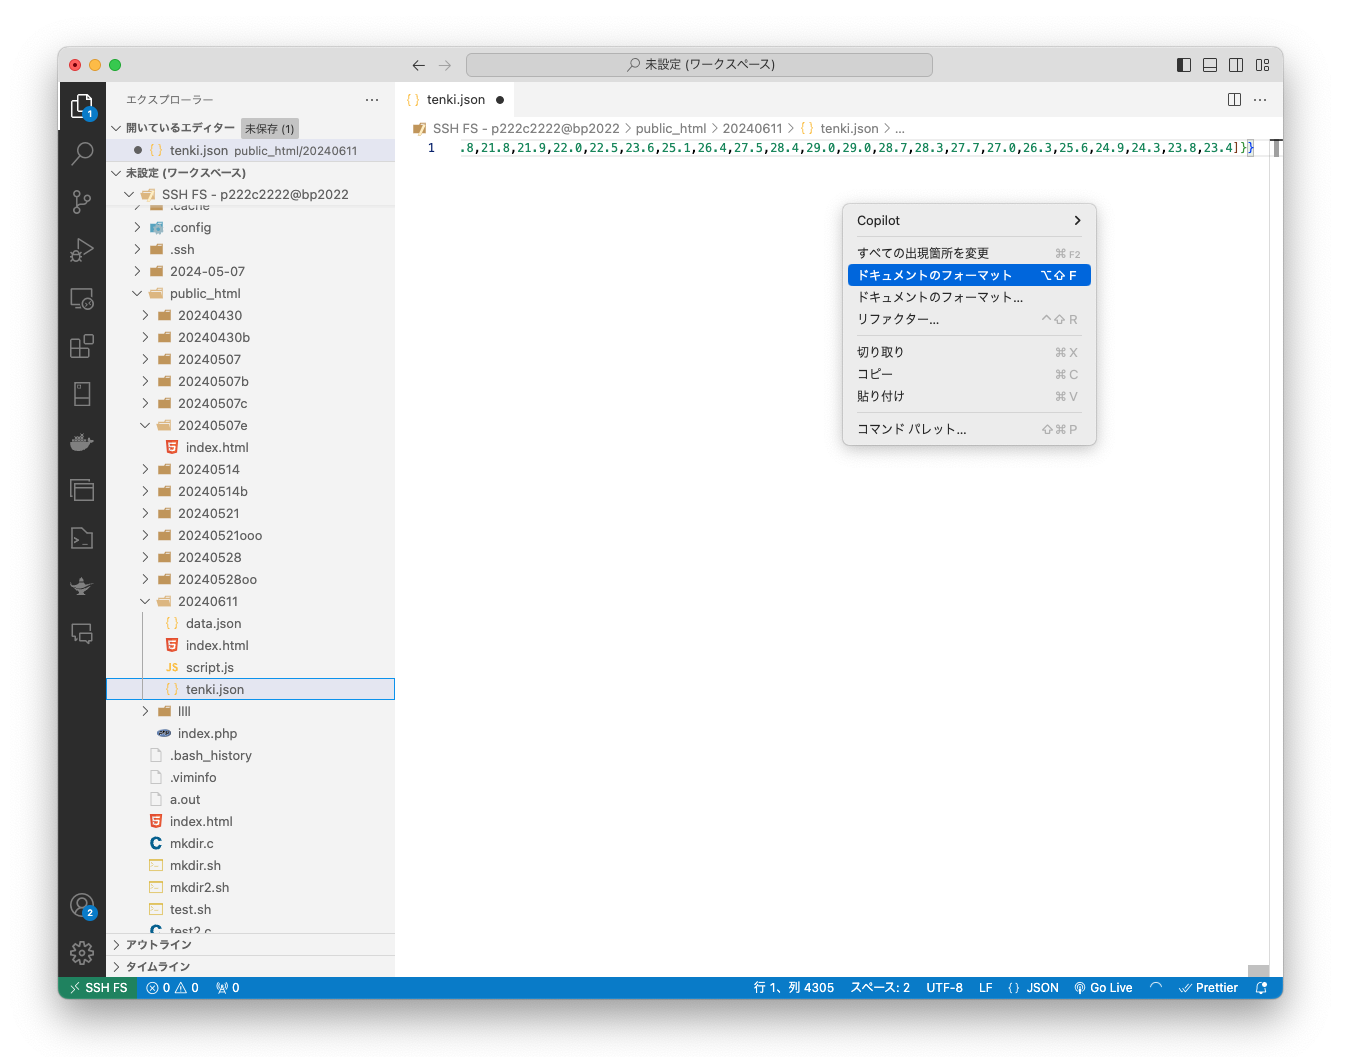 未設定 (ワークスペース)
エクスプローラー
tenki.json
開いているエディター 未保存 (1)
tenki.json public_html/20240611
未設定 (ワークスペース)
SSH FS - p222c2222@bp2022
.cache
.config
.ssh
2024-05-07
public_html
20240430
20240430b
20240507
20240507b
20240507c
20240507e
index.html
20240514
20240514b
20240521
20240521ooo
20240528
20240528oo
20240611
data.json
index.html
JS script.js
tenki.json
llll
index.php
.bash_history
.viminfo
a.out
index.html
mkdir.c
mkdir.sh
mkdir2.sh
test.sh
test2.c
アウトライン
タイムライン
1
2
SSH FS - p222c2222@bp2022 > public_html > 20240611 > {} tenki.json > ...
1 .8,21.8,21.9,22.0,22.5,23.6,25.1,26.4,27.5,28.4,29.0,29.0,28.7,28.3,27.7,27.0,26.3,25.6,24.9,24.3,23.8,23.4]}}
Copilot
すべての出現箇所を変更 ⌘F2
ドキュメントのフォーマット ⌥⇧F
ドキュメントのフォーマット...
リファクター... ^⇧R
切り取り ⌘X
コピー ⌘C
貼り付け ⌘V
コマンド パレット... ⇧⌘P
SSH FS 0 0 0 行 1、列 4305 スペース: 2 UTF-8 LF {} JSON Go Live Prettier